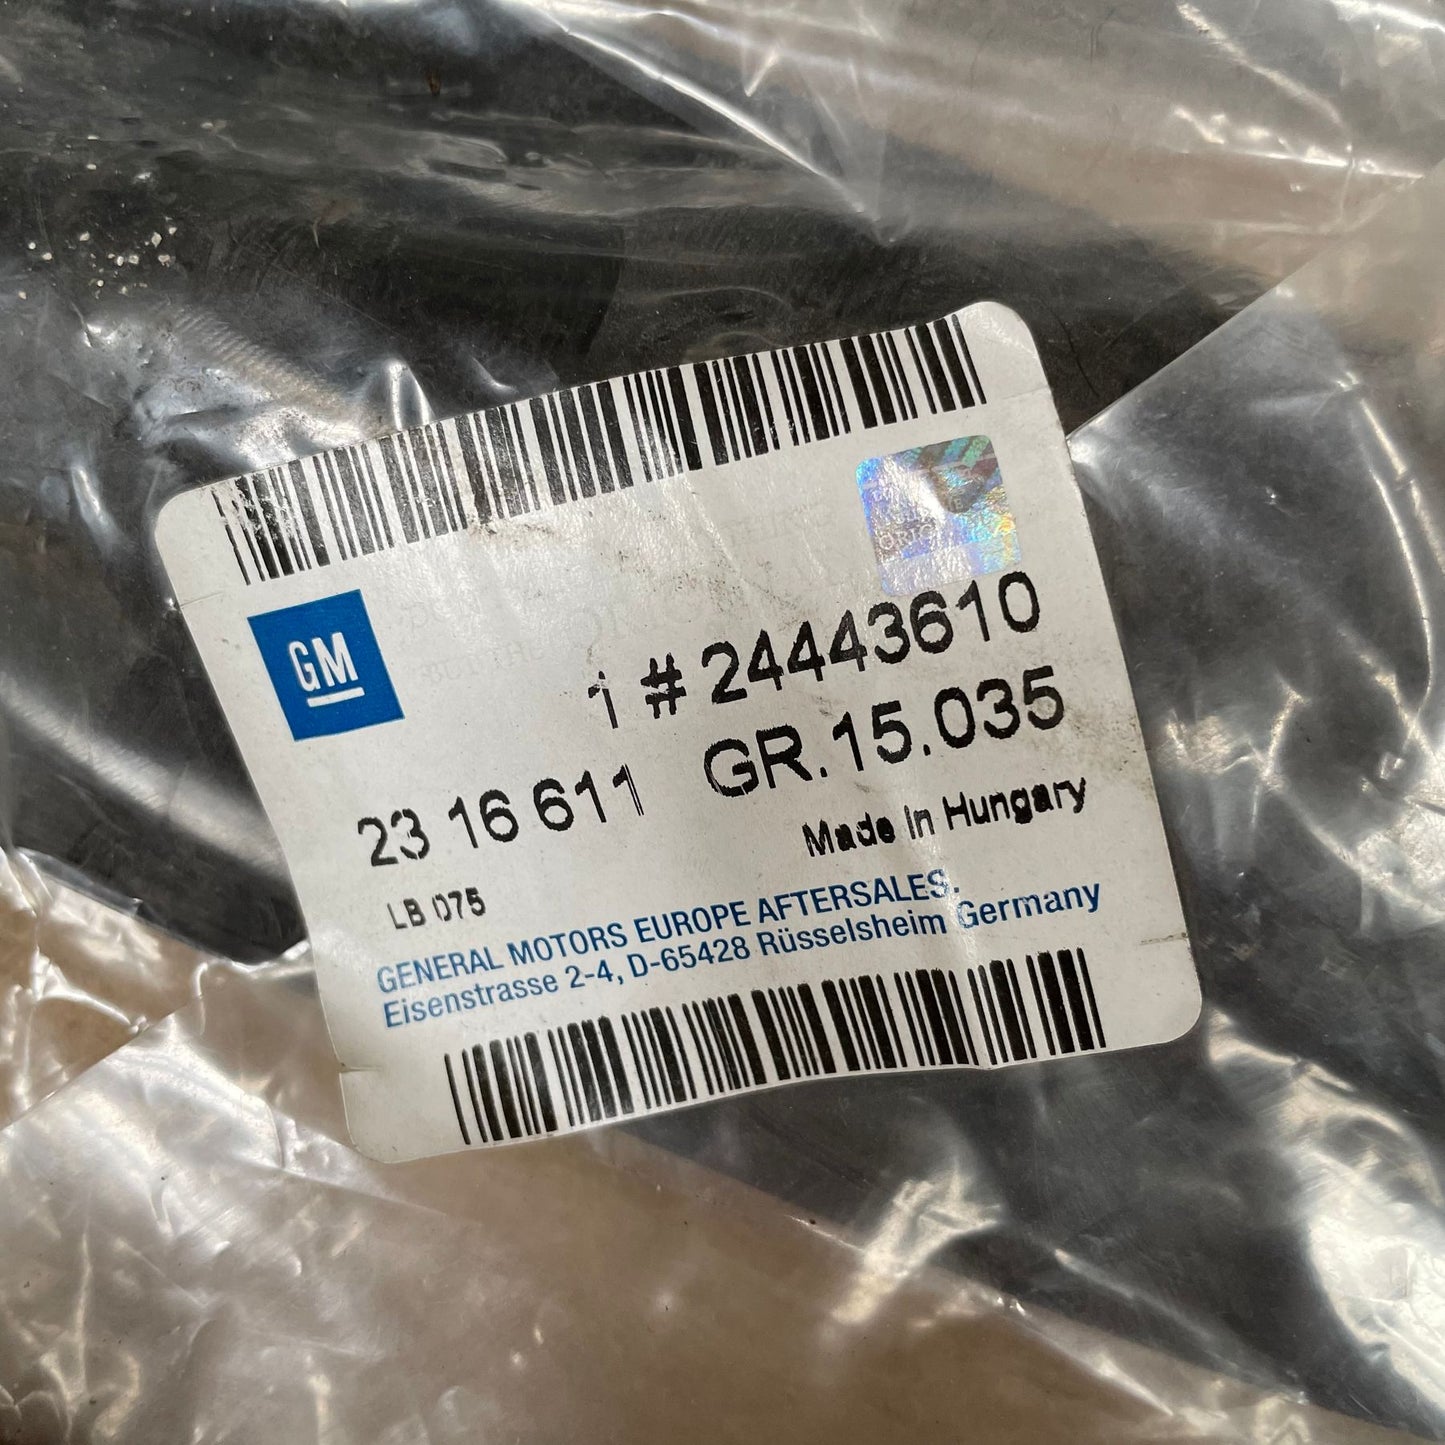 GM
1 # 24443610
23 16 611 GR.15.035
Made in Hungary
LB 075
GENERAL MOTORS EUROPE AFTERSALES.
Eisenstrasse 2-4, D-65428 Rüsselsheim Germany